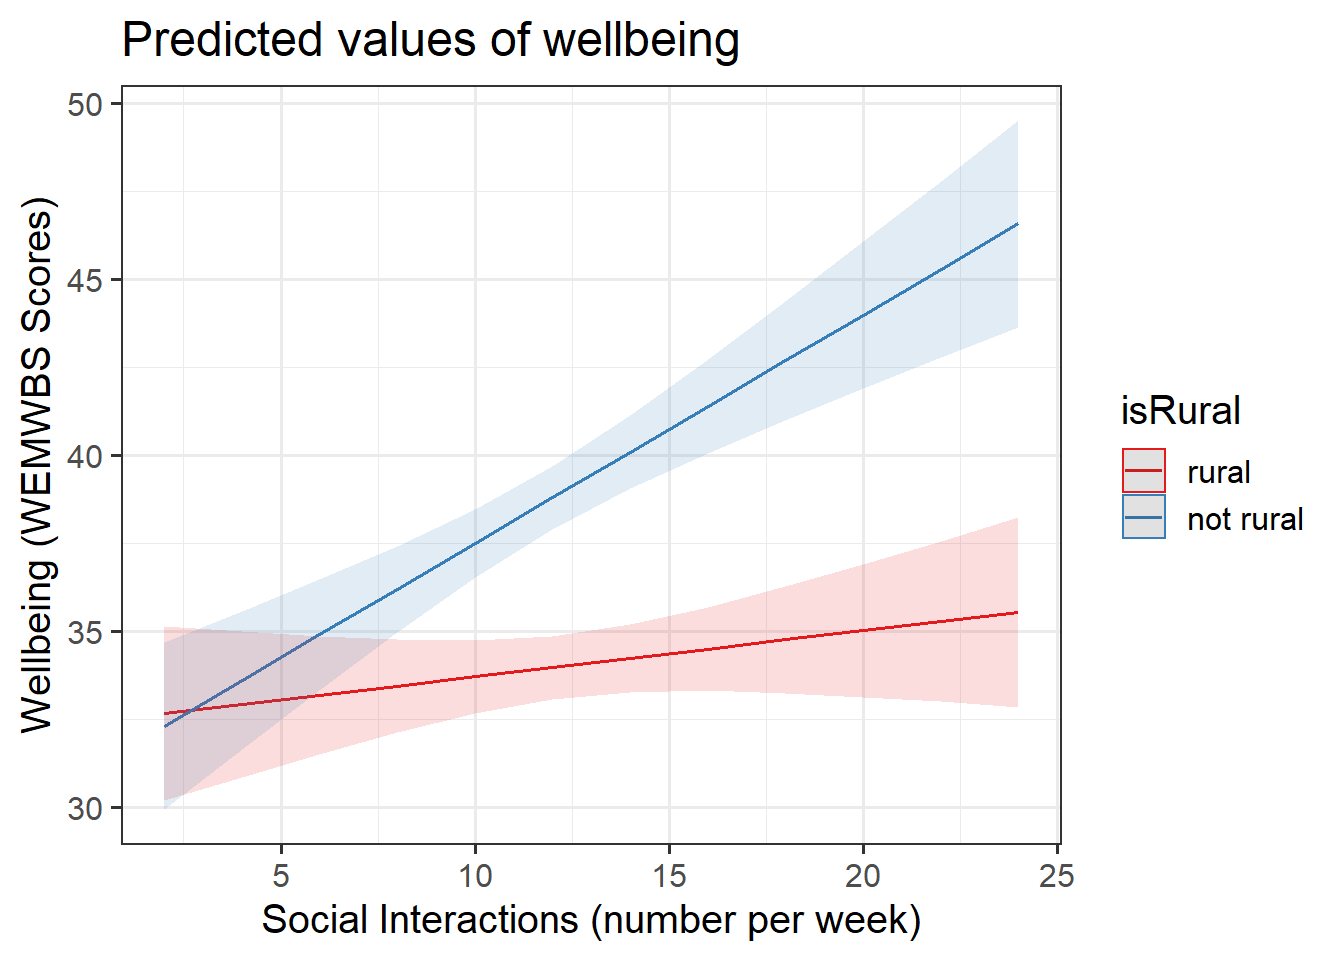 Predicted values of wellbeing
Wellbeing (WEMWBS Scores)
50
45
40
35
30
5 10 15 20 25
Social Interactions (number per week)
isRural
rural
not rural